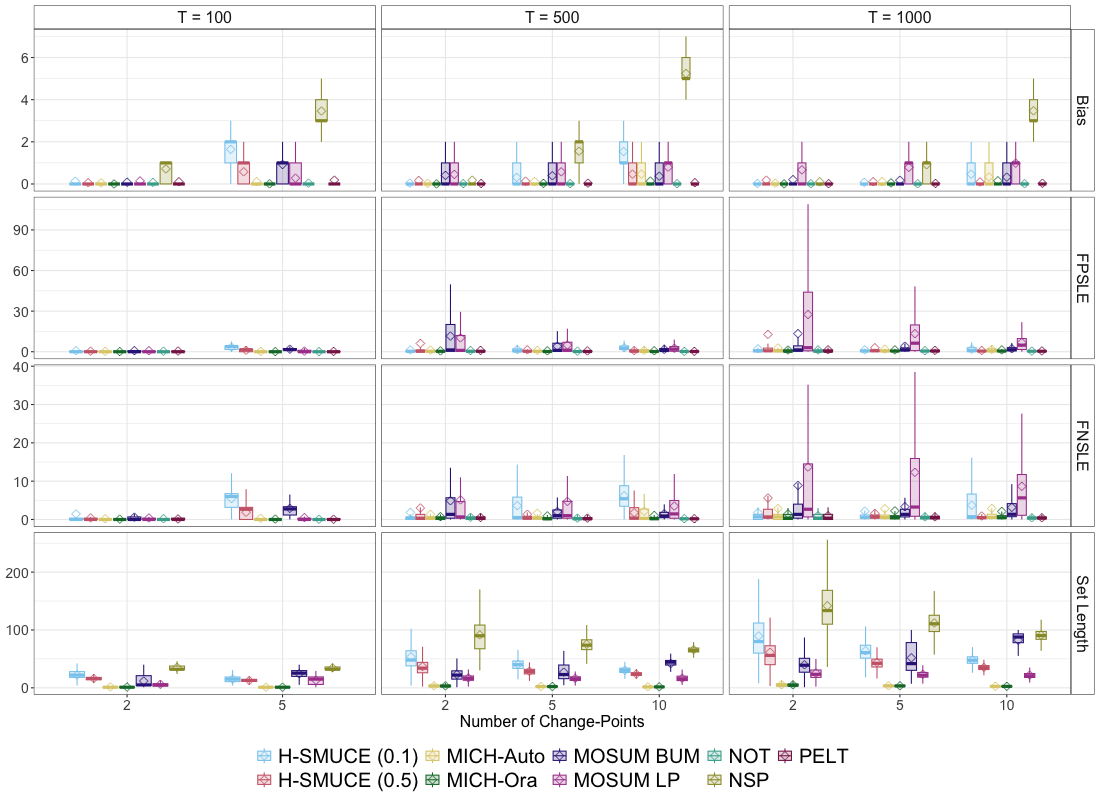 T = 100 T = 500 T = 1000
Bias
6
4
2
0
FPSLE
90
60
30
0
FNSLE
40
30
20
10
0
Set Length
200
100
0
2 5 2 5 10 2 5 10
Number of Change-Points
H-SMUCE (0.1) MICH-Auto MOSUM BUM NOT PELT
H-SMUCE (0.5) MICH-Ora MOSUM LP NSP